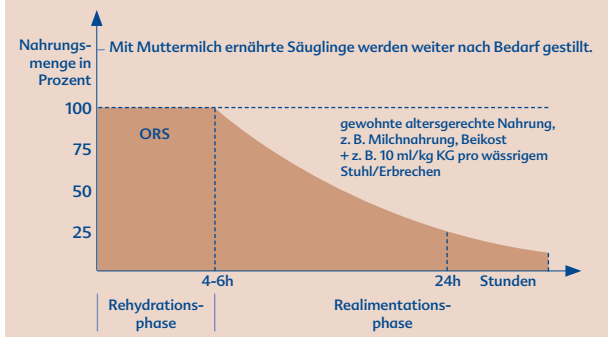 Nahrungs-
menge in
Prozent
Mit Muttermilch ernährte Säuglinge werden weiter nach Bedarf gestillt.
100
75
50
25
ORS
gewohnte altersgerechte Nahrung,
z. B. Milchnahrung, Beikost
+ z. B. 10 ml/kg KG pro wässrigem
Stuhl/Erbrechen
4-6h
24h
Stunden
Rehydrations-
phase
Realimentations-
phase